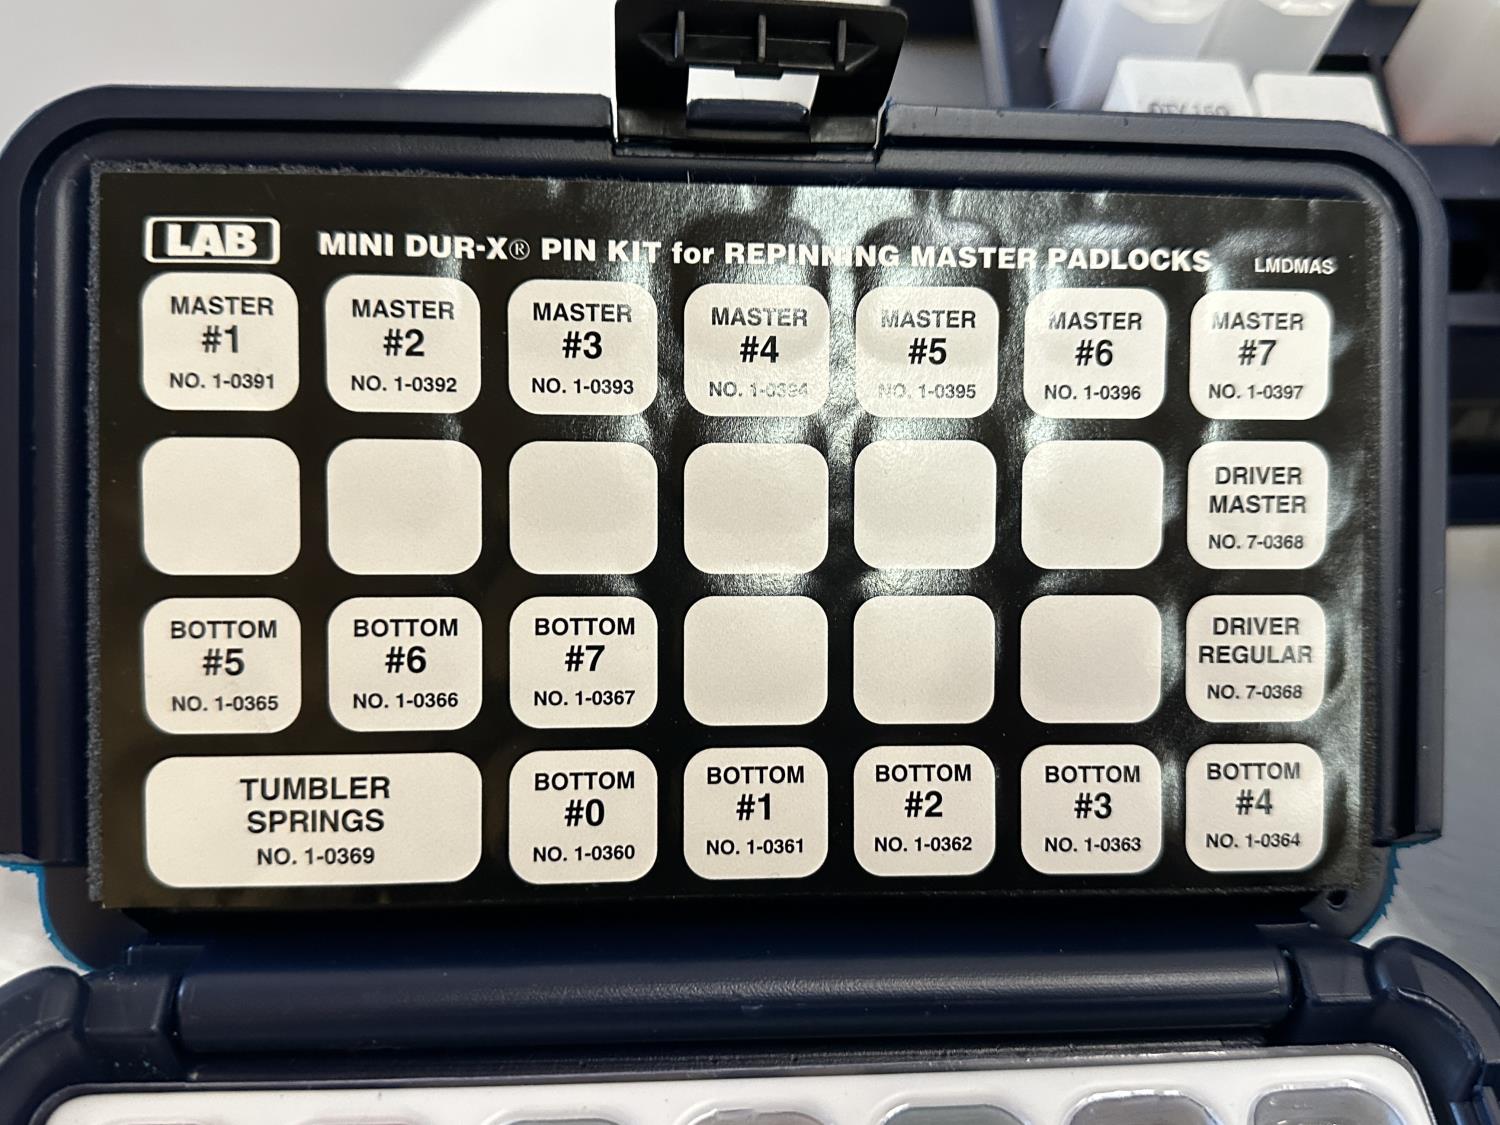 LAB
MINI DUR-X® PIN KIT for REPINNING MASTER PADLOCKS
LMDMAS
MASTER
#1
NO. 1-0391
MASTER
#2
NO. 1-0392
MASTER
#3
NO. 1-0393
MASTER
#4
NO. 1-0394
MASTER
#5
NO. 1-0395
MASTER
#6
NO. 1-0396
MASTER
#7
NO. 1-0397
DRIVER
MASTER
NO. 7-0368
BOTTOM
#5
NO. 1-0365
BOTTOM
#6
NO. 1-0366
BOTTOM
#7
NO. 1-0367
DRIVER
REGULAR
NO. 7-0368
TUMBLER
SPRINGS
NO. 1-0369
BOTTOM
#0
NO. 1-0360
BOTTOM
#1
NO. 1-0361
BOTTOM
#2
NO. 1-0362
BOTTOM
#3
NO. 1-0363
BOTTOM
#4
NO. 1-0364